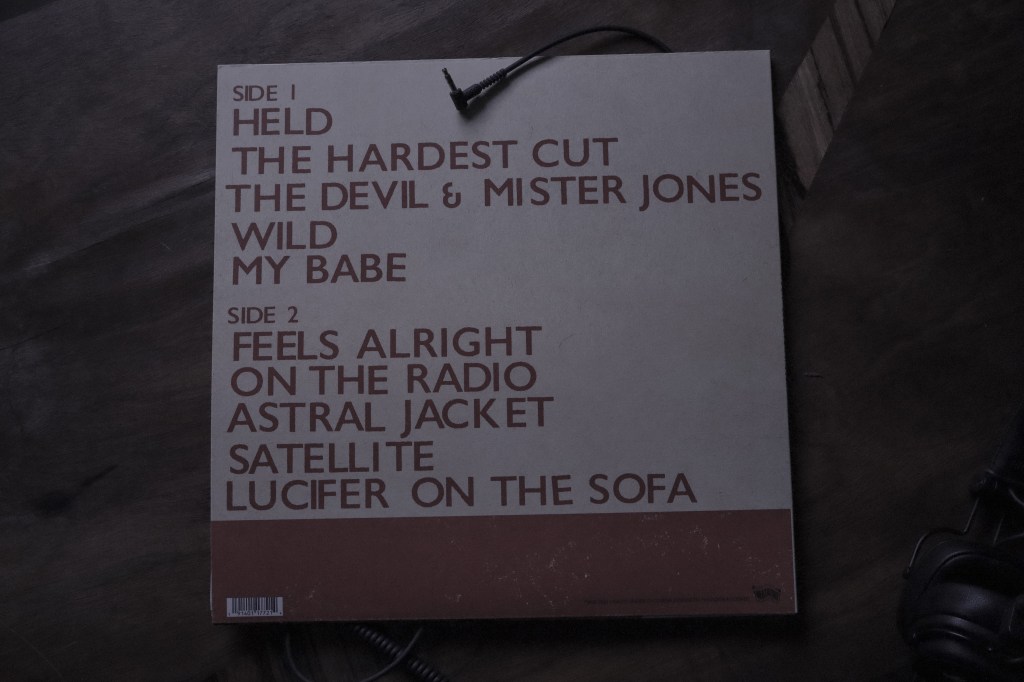 SIDE 1
HELD
THE HARDEST CUT
THE DEVIL & MISTER JONES
WILD
MY BABE
SIDE 2
FEELS ALRIGHT
ON THE RADIO
ASTRAL JACKET
SATELLITE
LUCIFER ON THE SOFA